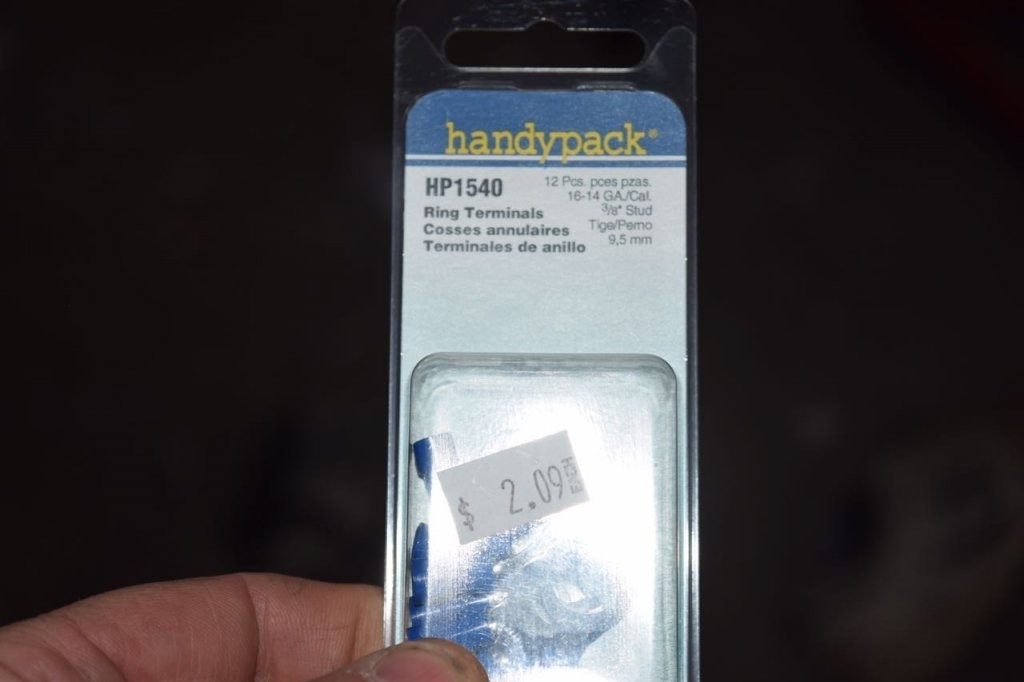 handypack®
HP1540
Ring Terminals
Cosses annulaires
Terminales de anillo
12 Pcs. pces pzas.
16-14 GA./Cal.
3/8" Stud
Tige/Perno
9,5 mm
$ 2.09 EACH